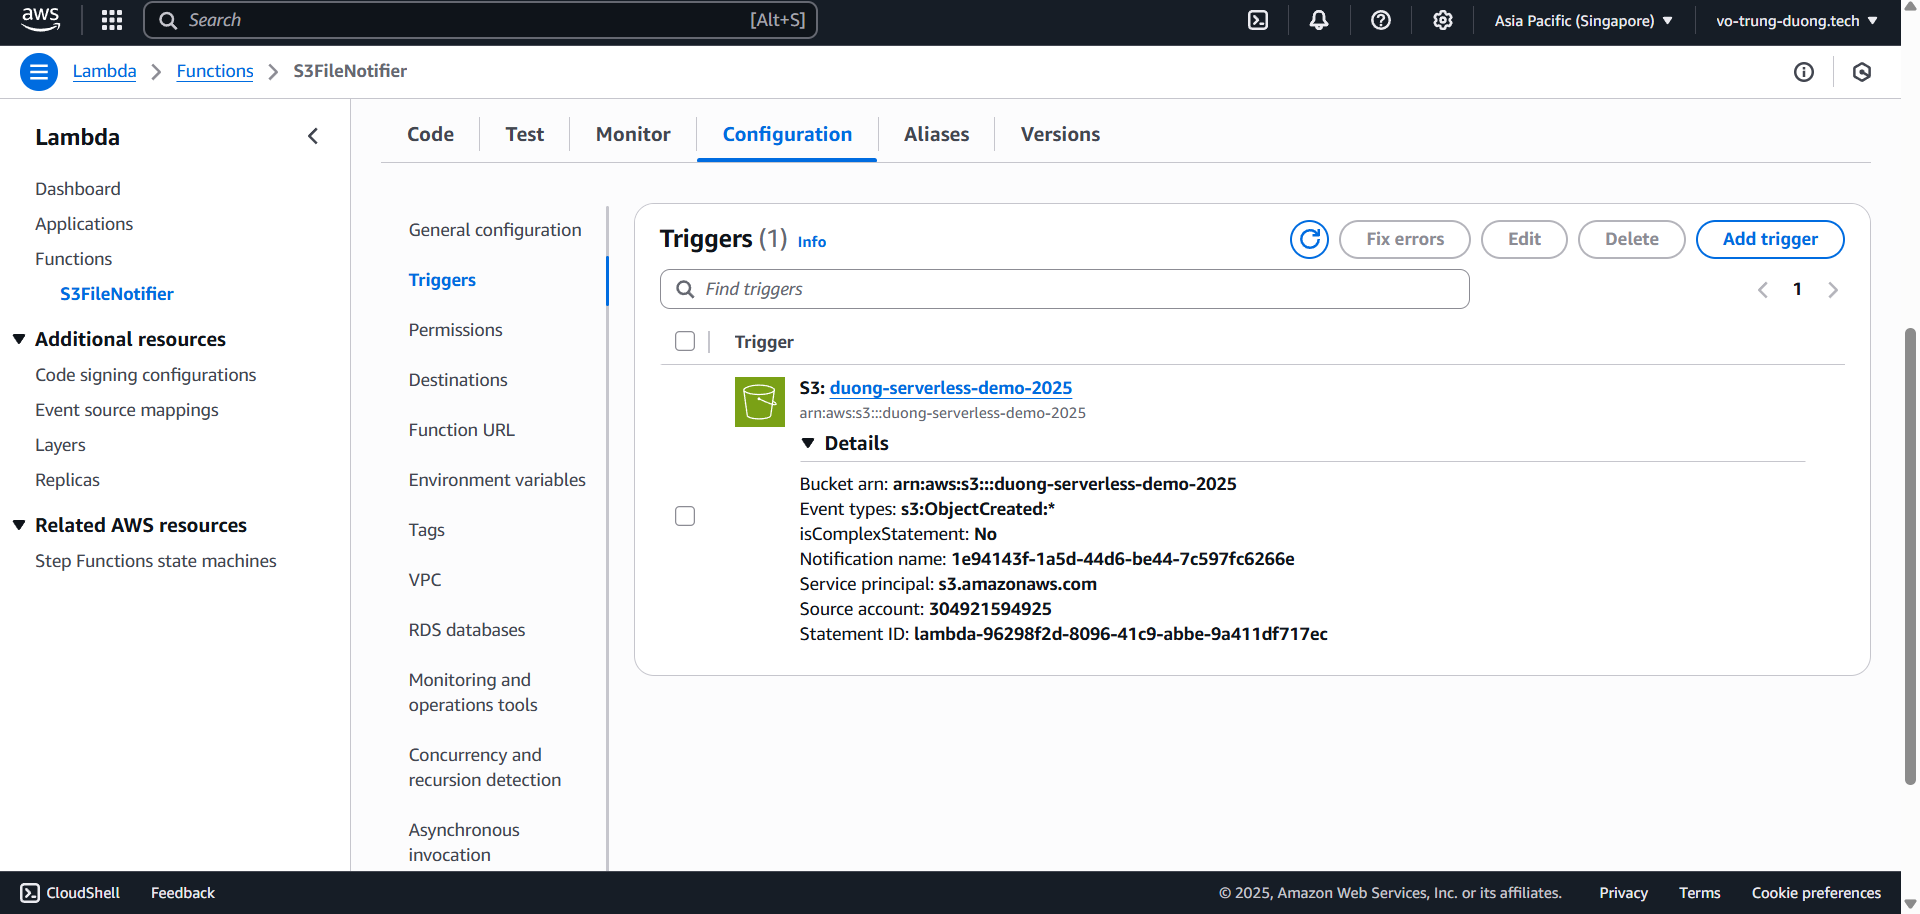 aws
Search
[Alt+S]
Asia Pacific (Singapore)
vo-trung-duong.tech
Lambda
Functions
S3FileNotifier
Lambda
Dashboard
Applications
Functions
S3FileNotifier
Additional resources
Code signing configurations
Event source mappings
Layers
Replicas
Related AWS resources
Step Functions state machines
Code
Test
Monitor
Configuration
Aliases
Versions
General configuration
Triggers
Permissions
Destinations
Function URL
Environment variables
Tags
VPC
RDS databases
Monitoring and
operations tools
Concurrency and
recursion detection
Asynchronous
invocation
Triggers (1) Info
Fix errors
Edit
Delete
Add trigger
Find triggers
1
Trigger
S3: duong-serverless-demo-2025
arn:aws:s3:::duong-serverless-demo-2025
Details
Bucket arn: arn:aws:s3:::duong-serverless-demo-2025
Event types: s3:ObjectCreated:*
isComplexStatement: No
Notification name: 1e94143f-1a5d-44d6-be44-7c597fc6266e
Service principal: s3.amazonaws.com
Source account: 304921594925
Statement ID: lambda-96298f2d-8096-41c9-abbe-9a411df717ec
CloudShell
Feedback
© 2025, Amazon Web Services, Inc. or its affiliates.
Privacy
Terms
Cookie preferences